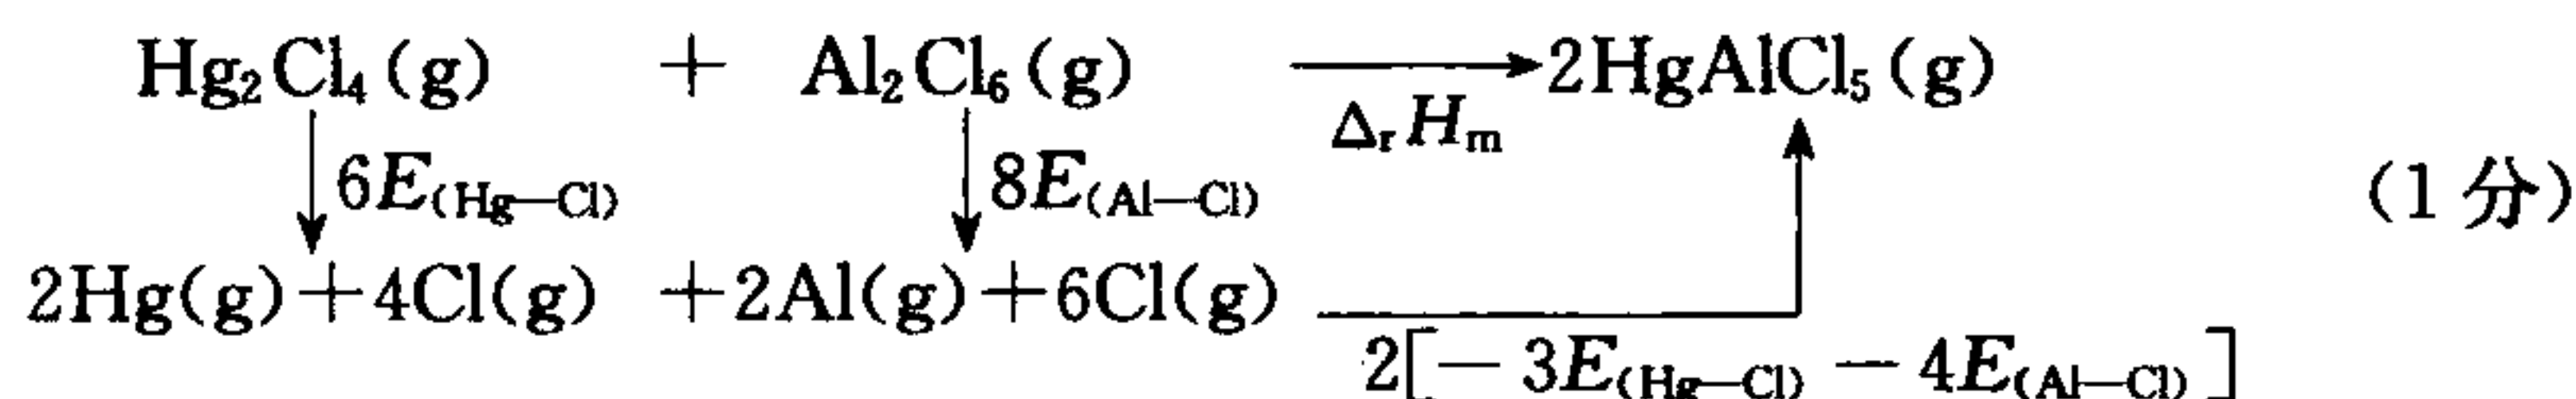 Hg₂Cl₄(g) + Al₂Cl₆(g) ⟶ 2HgAlCl₅(g)
ΔᵣHₘ
6E(Hg—Cl) 8E(Al—Cl) (1 分)
2Hg(g)+4Cl(g) +2Al(g)+6Cl(g)
2[− 3E(Hg—Cl) − 4E(Al—Cl)]